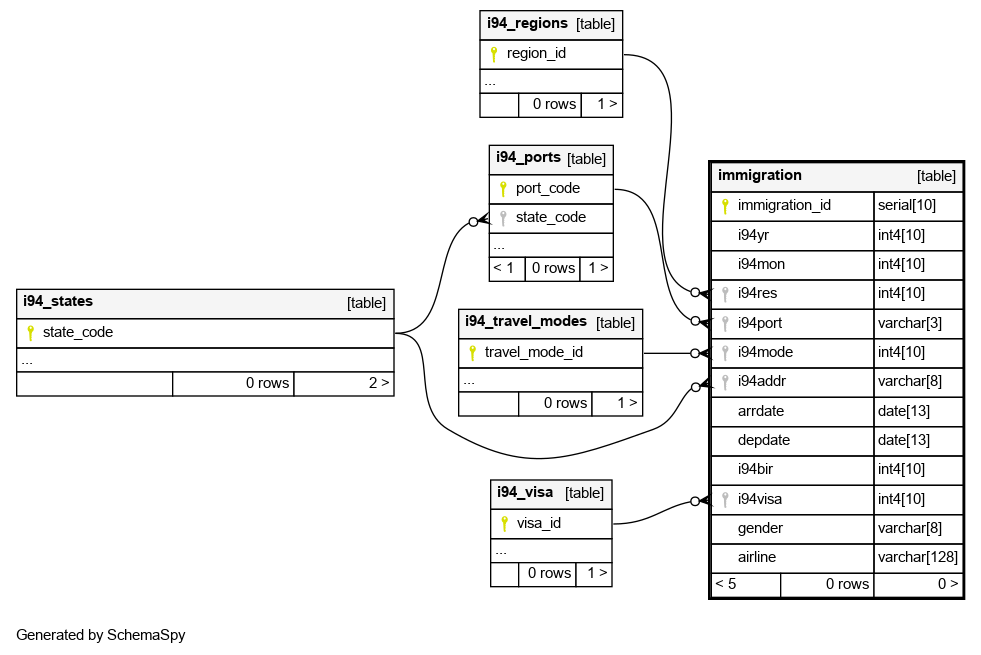 i94_regions [table]
region_id
...
0 rows 1 >
i94_ports [table]
port_code
state_code
...
< 1 0 rows 1 >
i94_states [table]
state_code
...
0 rows 2 >
i94_travel_modes [table]
travel_mode_id
...
0 rows 1 >
i94_visa [table]
visa_id
...
0 rows 1 >
immigration [table]
immigration_id serial[10]
i94yr int4[10]
i94mon int4[10]
i94res int4[10]
i94port varchar[3]
i94mode int4[10]
i94addr varchar[8]
arrdate date[13]
depdate date[13]
i94bir int4[10]
i94visa int4[10]
gender varchar[8]
airline varchar[128]
< 5 0 rows 0 >
Generated by SchemaSpy